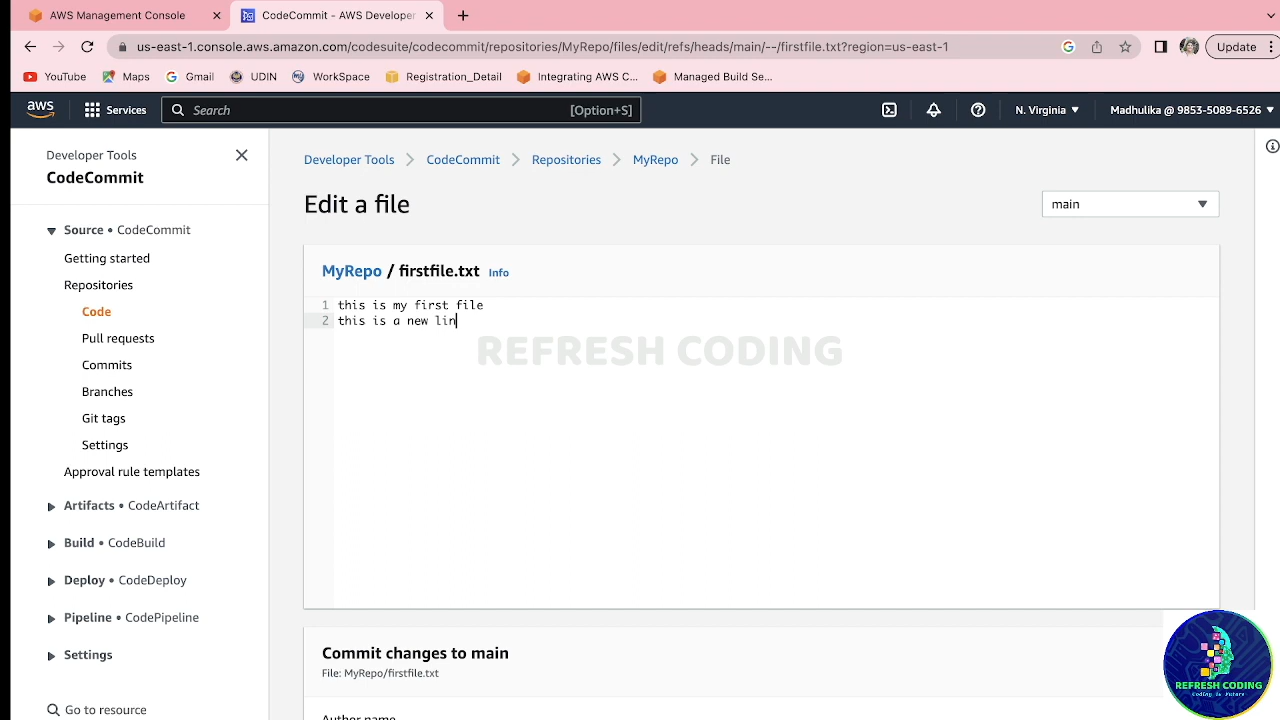 AWS Management Console
CodeCommit - AWS Developer
us-east-1.console.aws.amazon.com/codesuite/codecommit/repositories/MyRepo/files/edit/refs/heads/main/--/firstfile.txt?region=us-east-1
Update
YouTube
Maps
Gmail
UDIN
WorkSpace
Registration_Detail
Integrating AWS C...
Managed Build Se...
aws
Services
Search
[Option+S]
N. Virginia
Madhulika @ 9853-5089-6526
Developer Tools
CodeCommit
Source • CodeCommit
Getting started
Repositories
Code
Pull requests
Commits
Branches
Git tags
Settings
Approval rule templates
Artifacts • CodeArtifact
Build • CodeBuild
Deploy • CodeDeploy
Pipeline • CodePipeline
Settings
Go to resource
Developer Tools > CodeCommit > Repositories > MyRepo > File
Edit a file
main
MyRepo / firstfile.txt Info
1 this is my first file
2 this is a new lin
REFRESH CODING
Commit changes to main
File: MyRepo/firstfile.txt
Author name
REFRESH CODING
Coding is Future